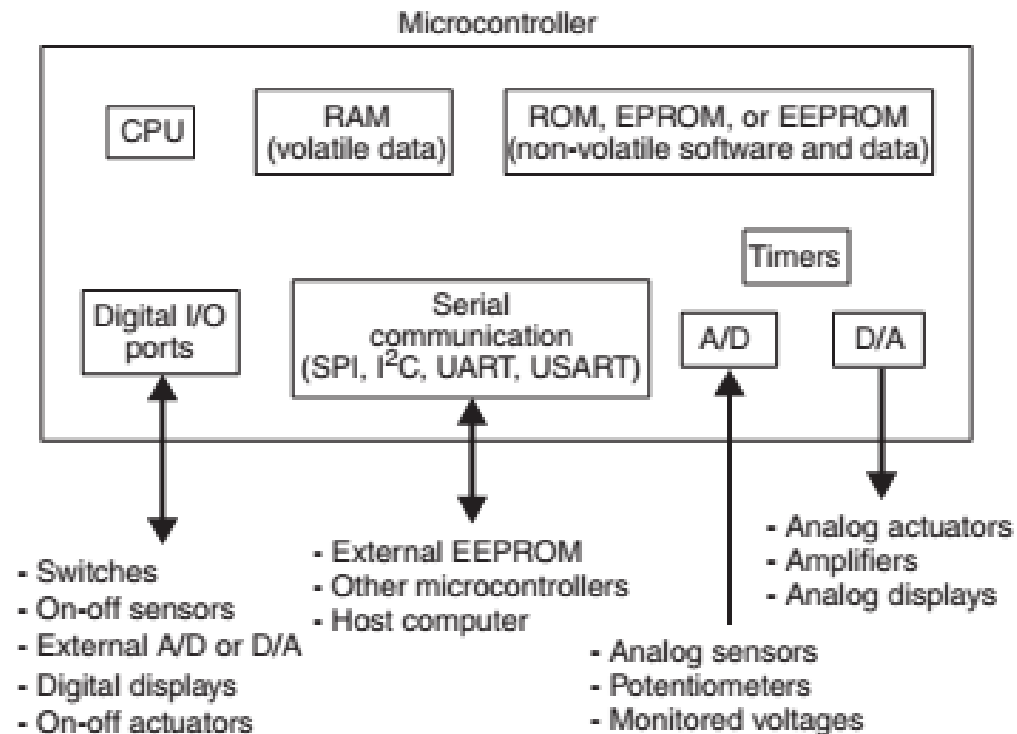 Microcontroller
CPU
RAM
(volatile data)
ROM, EPROM, or EEPROM
(non-volatile software and data)
Timers
Digital I/O
ports
Serial
communication
(SPI, I²C, UART, USART)
A/D
D/A
- Switches
- On-off sensors
- External A/D or D/A
- Digital displays
- On-off actuators
- External EEPROM
- Other microcontrollers
- Host computer
- Analog sensors
- Potentiometers
- Monitored voltages
- Analog actuators
- Amplifiers
- Analog displays